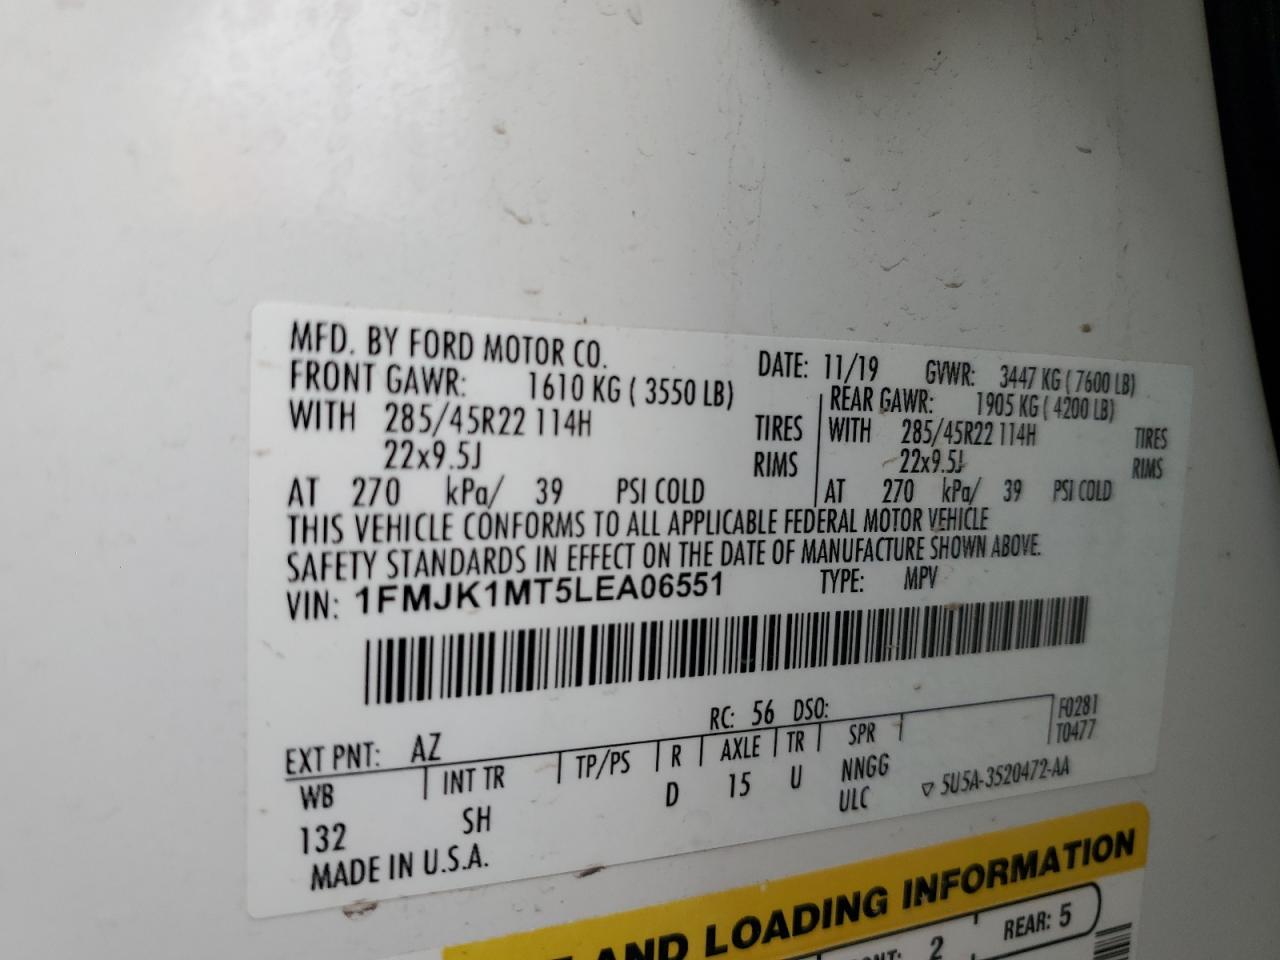 MFD. BY FORD MOTOR CO. DATE: 11/19 GVWR: 3447 KG ( 7600 LB)
FRONT GAWR: 1610 KG ( 3550 LB) REAR GAWR: 1905 KG ( 4200 LB)
WITH 285/45R22 114H TIRES WITH 285/45R22 114H TIRES
22x9.5J RIMS 22x9.5J RIMS
AT 270 kPa/ 39 PSI COLD AT 270 kPa/ 39 PSI COLD
THIS VEHICLE CONFORMS TO ALL APPLICABLE FEDERAL MOTOR VEHICLE
SAFETY STANDARDS IN EFFECT ON THE DATE OF MANUFACTURE SHOWN ABOVE.
VIN: 1FMJK1MT5LEA06551 TYPE: MPV
EXT PNT: AZ RC: 56 DSO: F0281
WB INT TR TP/PS R AXLE TR SPR T0477
132 SH D 15 U NNGG
ULC 5U5A-3520472-AA
MADE IN U.S.A.
AND LOADING INFORMATION
2 REAR: 5